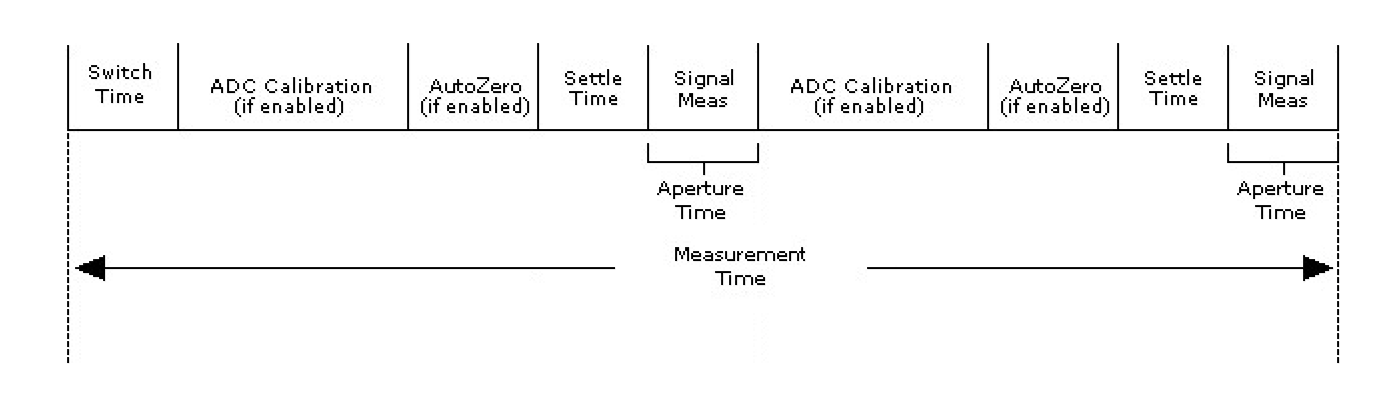 Switch
Time
ADC Calibration
(if enabled)
AutoZero
(if enabled)
Settle
Time
Signal
Meas
ADC Calibration
(if enabled)
AutoZero
(if enabled)
Settle
Time
Signal
Meas
Aperture
Time
Aperture
Time
Measurement
Time